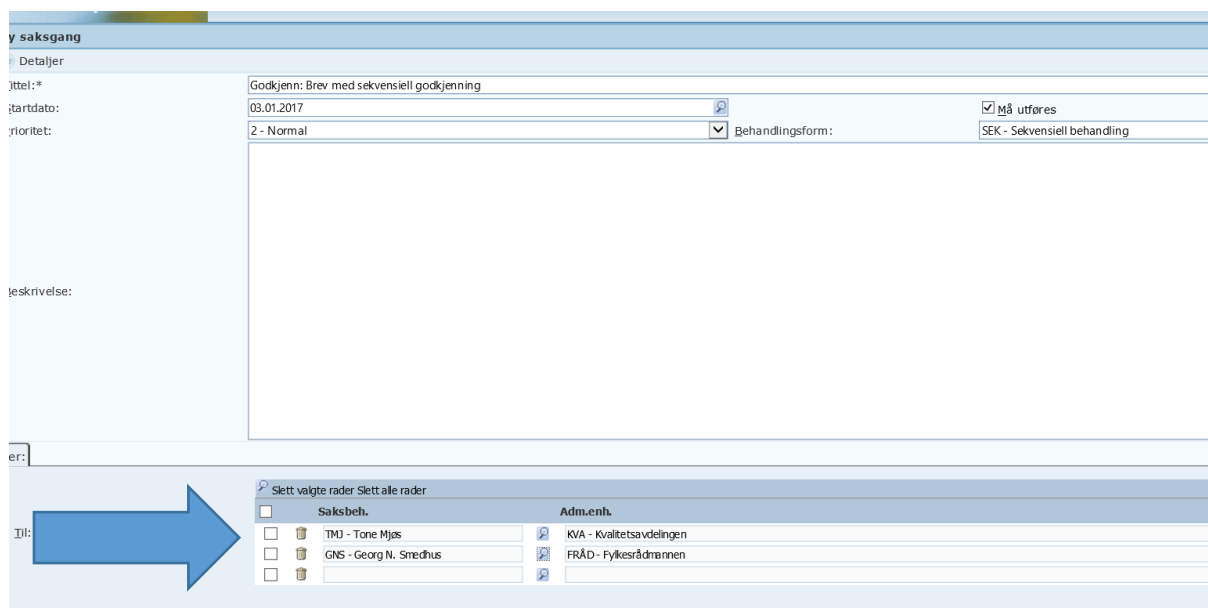 y saksgang
Detaljer
ittel:* Godkjenn: Brev med sekvensiell godkjenning
Startdato: 03.01.2017 Må utføres
rioritet: 2 - Normal Behandlingsform: SEK - Sekvensiell behandling
Beskrivelse:
er:
Slett valgte rader Slett alle rader
Saksbeh. Adm.enh.
Til: TMJ - Tone Mjøs KVA - Kvalitetsavdelingen
GNS - Georg N. Smedhus FRÅD - Fylkesrådmannen